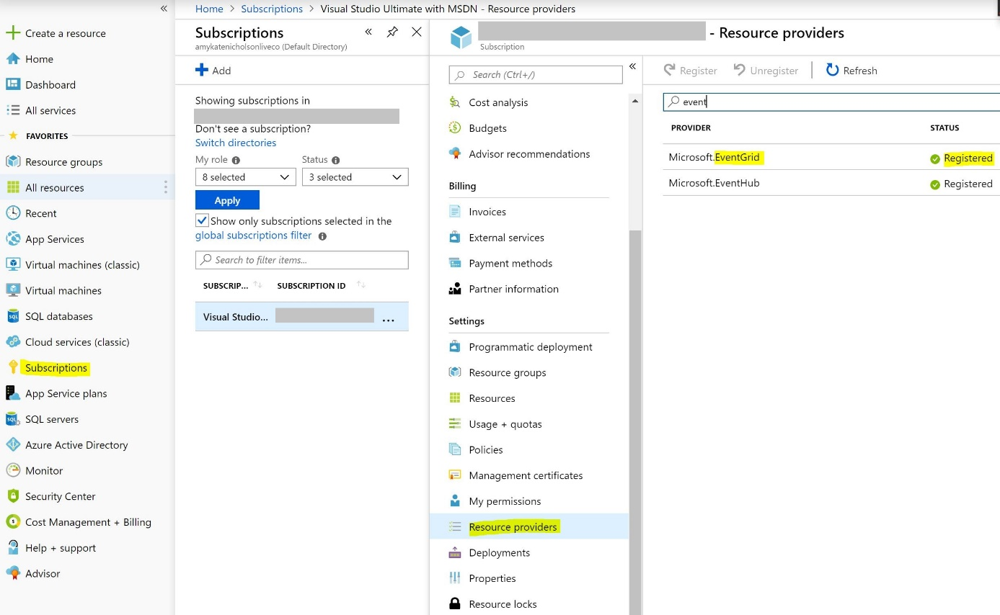 Home > Subscriptions > Visual Studio Ultimate with MSDN - Resource providers
Create a resource
Home
Dashboard
All services
FAVORITES
Resource groups
All resources
Recent
App Services
Virtual machines (classic)
Virtual machines
SQL databases
Cloud services (classic)
Subscriptions
App Service plans
SQL servers
Azure Active Directory
Monitor
Security Center
Cost Management + Billing
Help + support
Advisor
Subscriptions
amykatenicholsonliveco (Default Directory)
Add
Showing subscriptions in
Don't see a subscription?
Switch directories
My role Status
8 selected 3 selected
Apply
Show only subscriptions selected in the
global subscriptions filter
Search to filter items...
SUBSCRIP... SUBSCRIPTION ID
Visual Studio... ...
- Resource providers
Subscription
Search (Ctrl+/)
Cost analysis
Budgets
Advisor recommendations
Billing
Invoices
External services
Payment methods
Partner information
Settings
Programmatic deployment
Resource groups
Resources
Usage + quotas
Policies
Management certificates
My permissions
Resource providers
Deployments
Properties
Resource locks
Register Unregister Refresh
event
PROVIDER STATUS
Microsoft.EventGrid Registered
Microsoft.EventHub Registered